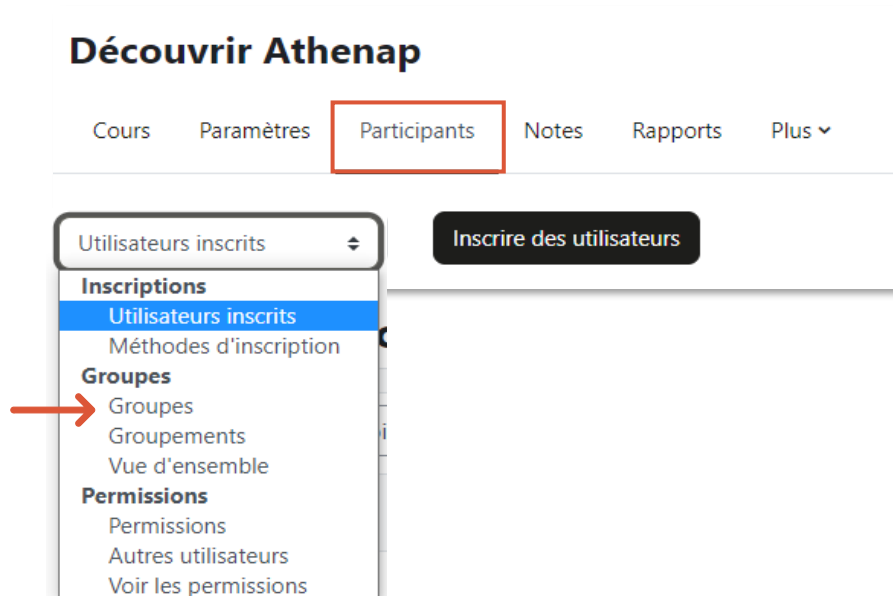 Découvrir Athenap
Cours Paramètres Participants Notes Rapports Plus
Utilisateurs inscrits Inscrire des utilisateurs
Inscriptions
Utilisateurs inscrits
Méthodes d'inscription
Groupes
Groupes
Groupements
Vue d'ensemble
Permissions
Permissions
Autres utilisateurs
Voir les permissions